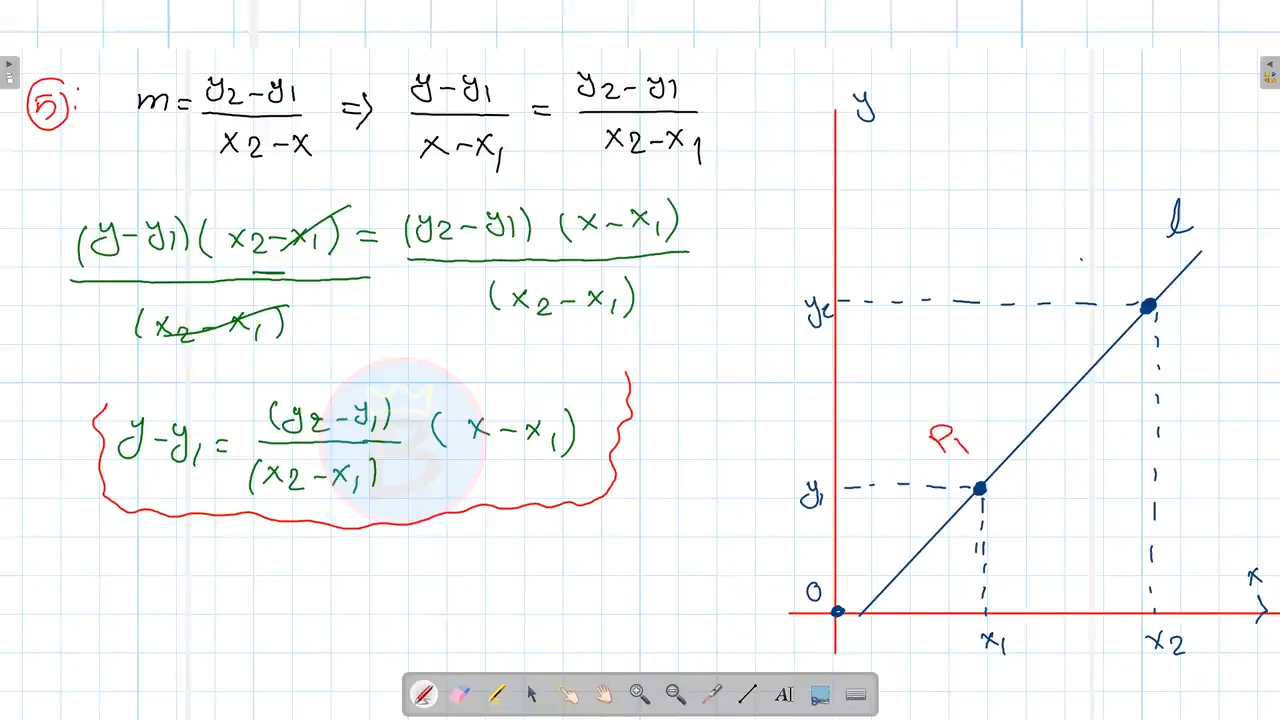 5):
m = (y2 - y1)/(x2 - x) => (y - y1)/(x - x1) = (y2 - y1)/(x2 - x1)
(y - y1)(x2 - x1)/(x2 - x1) = (y2 - y1)(x - x1)/(x2 - x1)
y - y1 = (y2 - y1)/(x2 - x1) (x - x1)
y
l
y2
P1
y1
0
x
x1
x2
AI